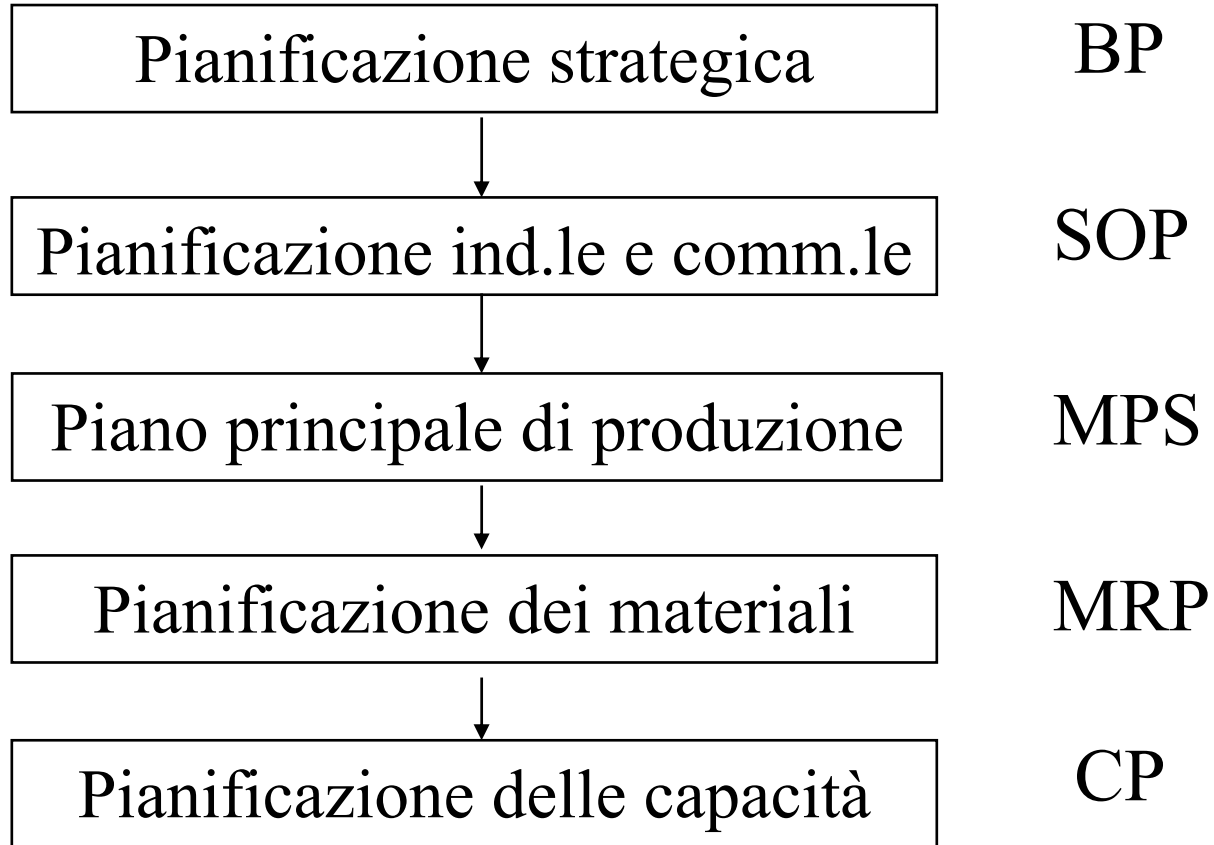 Pianificazione strategica
BP
Pianificazione ind.le e comm.le
SOP
Piano principale di produzione
MPS
Pianificazione dei materiali
MRP
Pianificazione delle capacità
CP